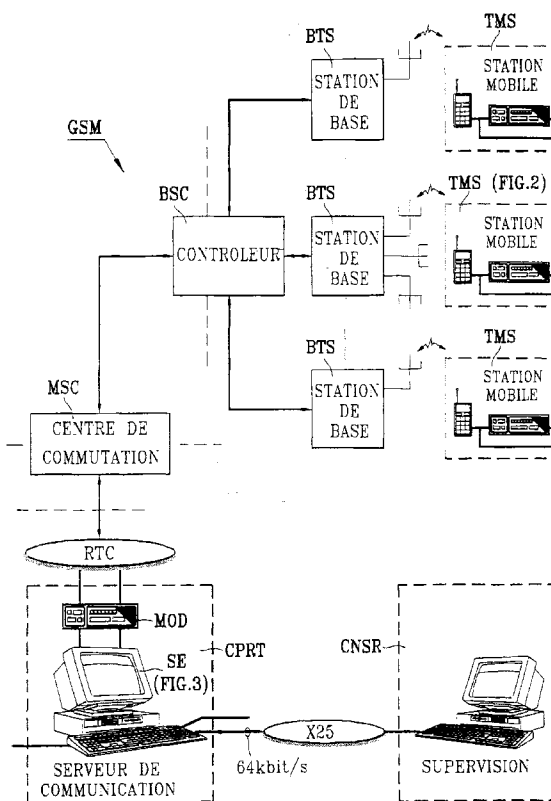 BTS
STATION
DE
BASE
TMS
STATION
MOBILE
GSM
BSC
CONTROLEUR
BTS
STATION
DE
BASE
TMS (FIG.2)
STATION
MOBILE
BTS
STATION
DE
BASE
TMS
STATION
MOBILE
MSC
CENTRE DE
COMMUTATION
RTC
MOD
CPRT
SE
(FIG.3)
CNSR
X25
64kbit/s
SERVEUR DE
COMMUNICATION
SUPERVISION